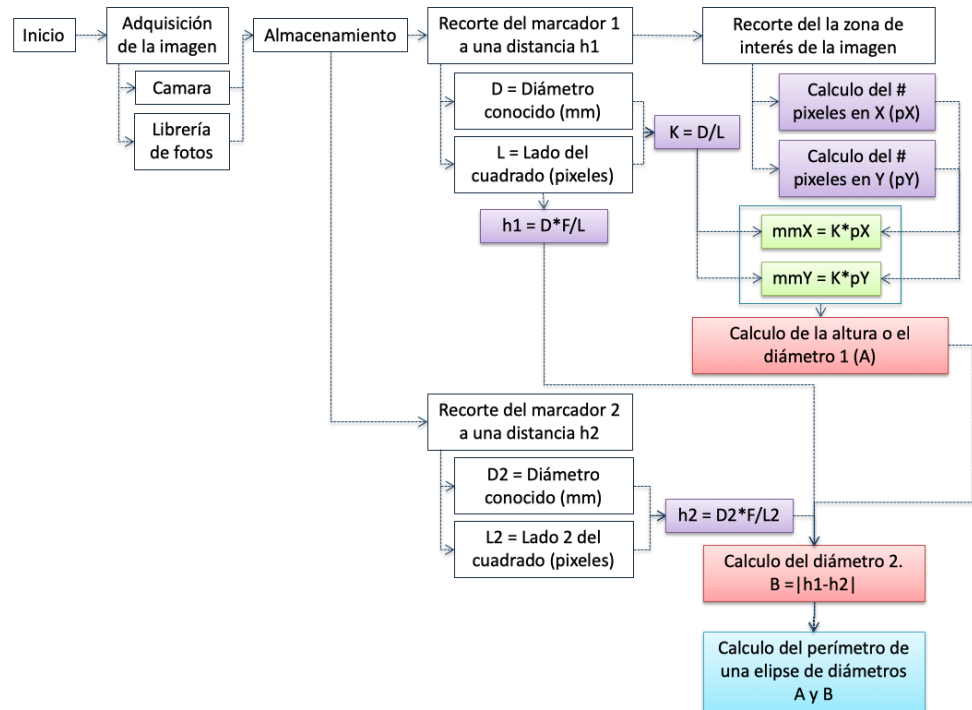 Inicio
Adquisición
de la imagen
Camara
Librería
de fotos
Almacenamiento
Recorte del marcador 1
a una distancia h1
D = Diámetro
conocido (mm)
L = Lado del
cuadrado (pixeles)
h1 = D*F/L
K = D/L
Recorte del la zona de
interés de la imagen
Calculo del #
pixeles en X (pX)
Calculo del #
pixeles en Y (pY)
mmX = K*pX
mmY = K*pY
Calculo de la altura o el
diámetro 1 (A)
Recorte del marcador 2
a una distancia h2
D2 = Diámetro
conocido (mm)
L2 = Lado 2 del
cuadrado (pixeles)
h2 = D2*F/L2
Calculo del diámetro 2.
B =|h1-h2|
Calculo del perímetro de
una elipse de diámetros
A y B